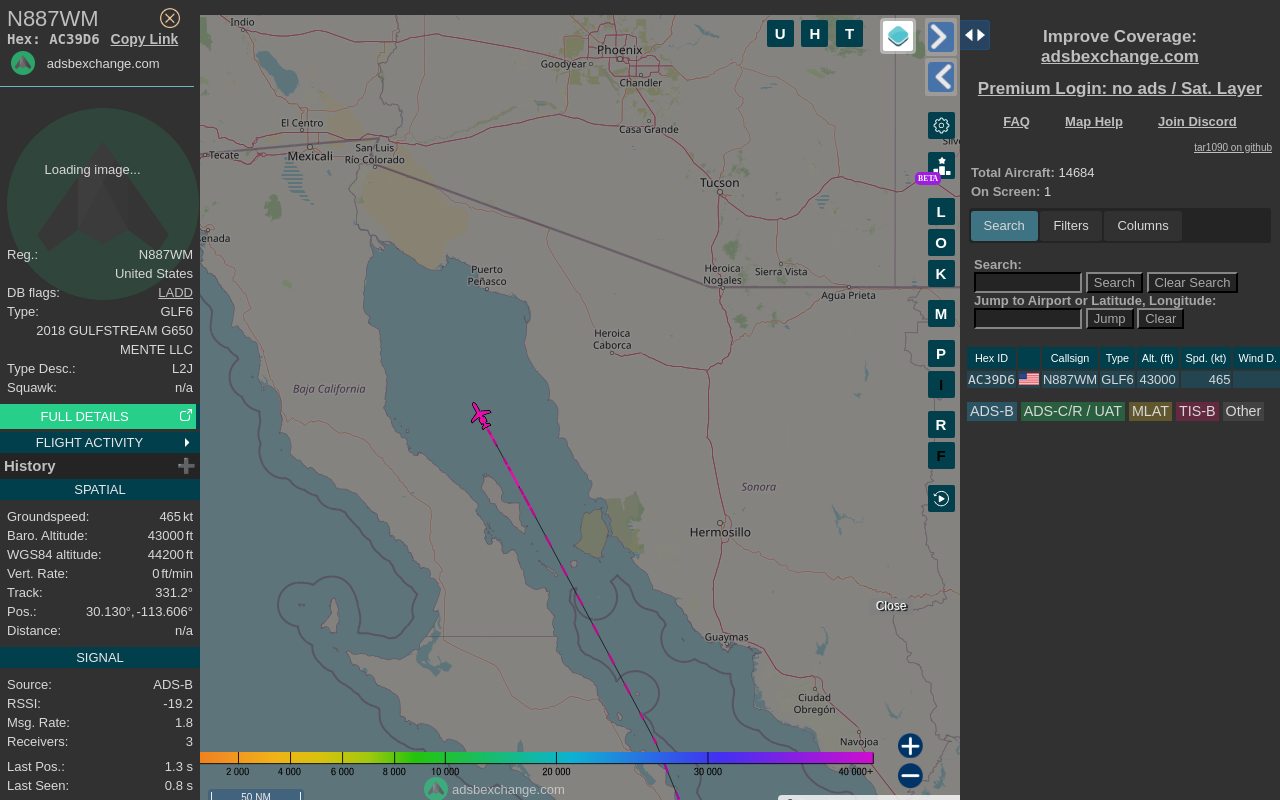 N887WM
Hex: AC39D6 Copy Link
adsbexchange.com
Loading image...
Reg.: N887WM
United States
DB flags: LADD
Type: GLF6
2018 GULFSTREAM G650
MENTE LLC
Type Desc.: L2J
Squawk: n/a
FULL DETAILS
FLIGHT ACTIVITY
History
SPATIAL
Groundspeed: 465 kt
Baro. Altitude: 43000 ft
WGS84 altitude: 44200 ft
Vert. Rate: 0 ft/min
Track: 331.2°
Pos.: 30.130°, -113.606°
Distance: n/a
SIGNAL
Source: ADS-B
RSSI: -19.2
Msg. Rate: 1.8
Receivers: 3
Last Pos.: 1.3 s
Last Seen: 0.8 s
Indio
Phoenix
Goodyear
Chandler
Casa Grande
El Centro
Tecate
Mexicali
San Luis
Río Colorado
Tucson
enada
Puerto
Peñasco
Heroica
Nogales
Sierra Vista
Agua Prieta
Heroica
Caborca
Baja California
Sonora
Hermosillo
Guaymas
Ciudad
Obregón
Navojoa
Close
U H T
BETA
L
O
K
M
P
I
R
F
2 000 4 000 6 000 8 000 10 000 20 000 30 000 40 000+
adsbexchange.com
50 NM
Improve Coverage:
adsbexchange.com
Premium Login: no ads / Sat. Layer
FAQ Map Help Join Discord
tar1090 on github
Total Aircraft: 14684
On Screen: 1
Search Filters Columns
Search:
Search Clear Search
Jump to Airport or Latitude, Longitude:
Jump Clear
Hex ID Callsign Type Alt. (ft) Spd. (kt) Wind D.
AC39D6 N887WM GLF6 43000 465
ADS-B ADS-C/R / UAT MLAT TIS-B Other